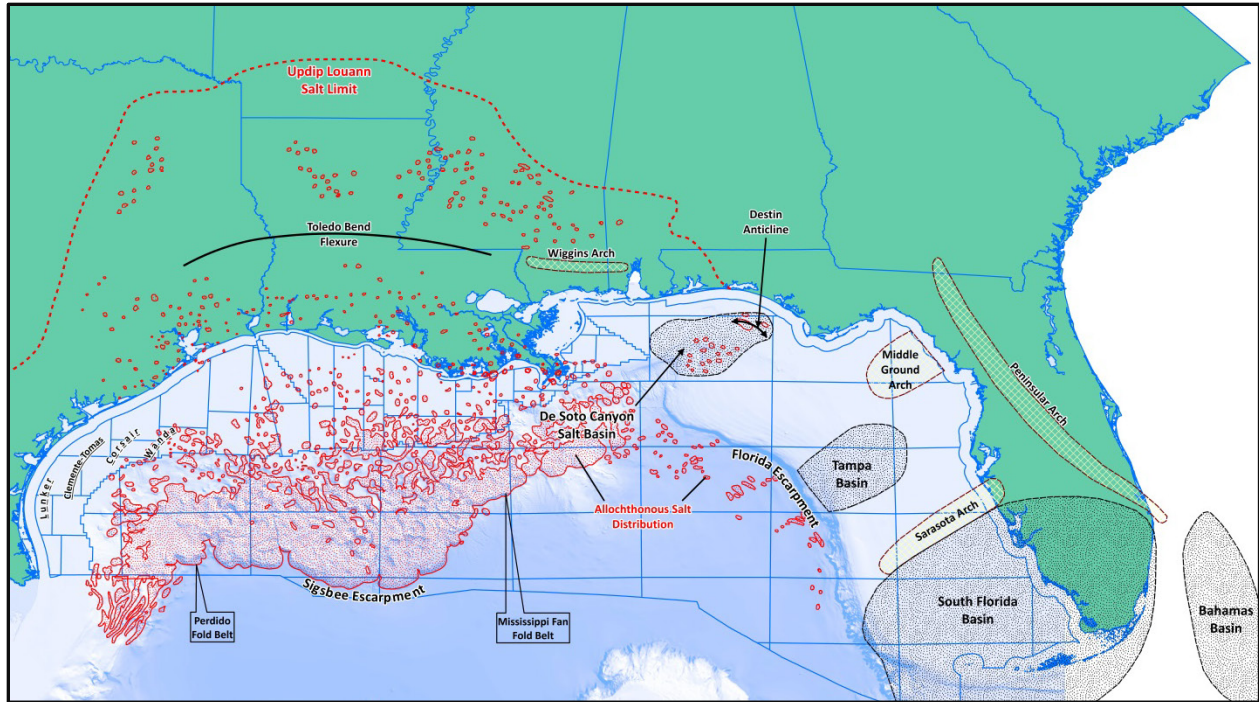 Updip Louann
Salt Limit
Toledo Bend
Flexure
Wiggins Arch
Destin
Anticline
Middle
Ground
Arch
Peninsular Arch
De Soto Canyon
Salt Basin
Lunker
Clemente-Tomas
Corsair
Wanda
Florida Escarpment
Tampa
Basin
Allochthonous Salt
Distribution
Sarasota Arch
Sigsbee Escarpment
Perdido
Fold Belt
Mississippi Fan
Fold Belt
South Florida
Basin
Bahamas
Basin